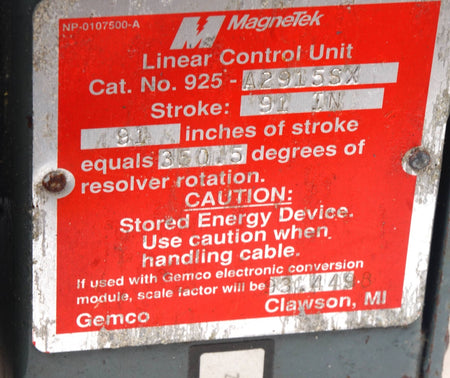 NP-0107500-A
MagneTek
Linear Control Unit
Cat. No. 925-A2915SX
Stroke: 91 IN
91 inches of stroke
equals 350.5 degrees of
resolver rotation.
CAUTION:
Stored Energy Device.
Use caution when
handling cable.
If used with Gemco electronic conversion
module, scale factor will be
Gemco Clawson, MI